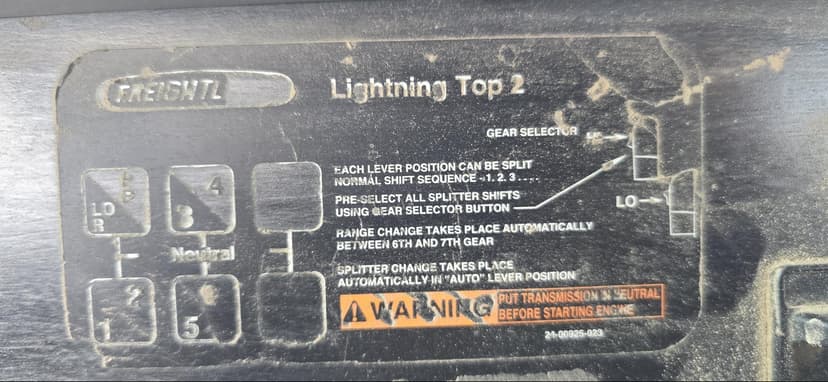 FREIGHTL
Lightning Top 2
GEAR SELECTOR
EACH LEVER POSITION CAN BE SPLIT
NORMAL SHIFT SEQUENCE - 1, 2, 3 . . . .
PRE-SELECT ALL SPLITTER SHIFTS
USING GEAR SELECTOR BUTTON
LO
RANGE CHANGE TAKES PLACE AUTOMATICALLY
BETWEEN 6TH AND 7TH GEAR
SPLITTER CHANGE TAKES PLACE
AUTOMATICALLY IN "AUTO" LEVER POSITION
WARNING
PUT TRANSMISSION IN NEUTRAL
BEFORE STARTING ENGINE
21-00925-023
LO
R
4
3
Neutral
1
5